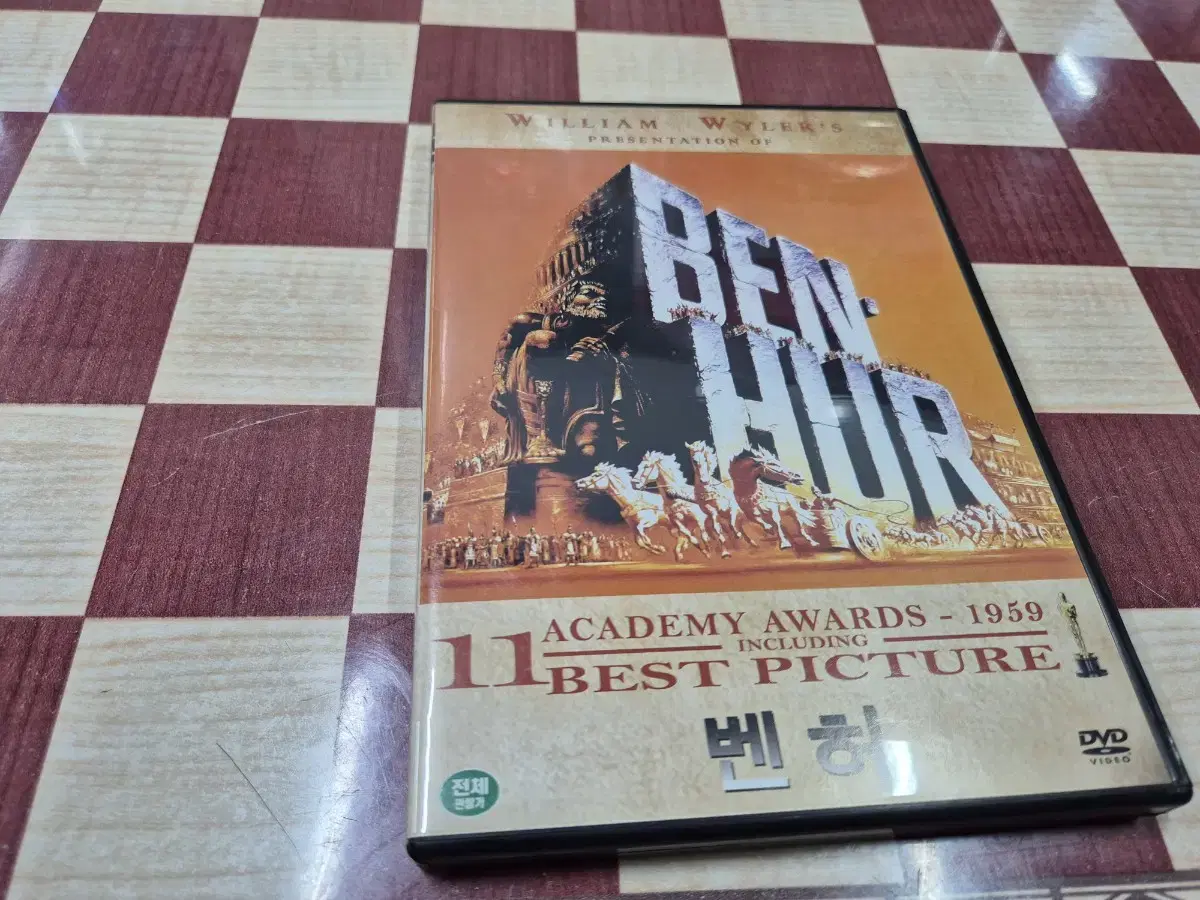 WILLIAM WYLER'S
PRESENTATION OF
BEN-
HUR
11 ACADEMY AWARDS - 1959
INCLUDING
BEST PICTURE
벤 허
전체
관람가
DVD
VIDEO